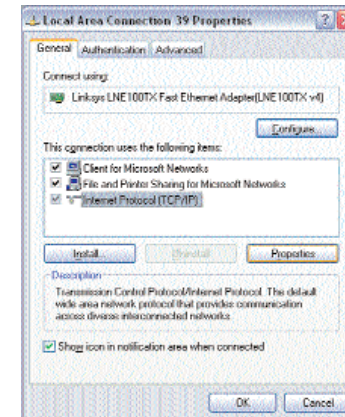 Local Area Connection 39 Properties
General Authentication Advanced
Connect using:
Linksys LNE100TX Fast Ethernet Adapter(LNE100TX v4)
Configure...
This connection uses the following items:
Client for Microsoft Networks
File and Printer Sharing for Microsoft Networks
Internet Protocol (TCP/IP)
Install... Uninstall Properties
Description
Transmission Control Protocol/Internet Protocol. The default
wide area network protocol that provides communication
across diverse interconnected networks.
Show icon in notification area when connected
OK Cancel